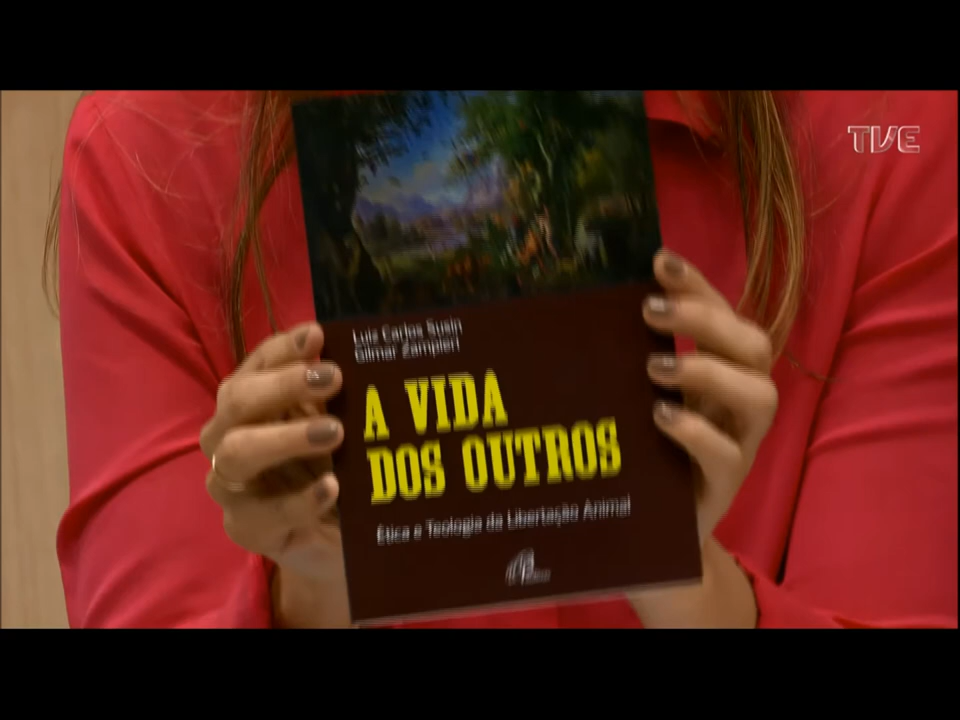 TVE
Luiz Carlos Susin
Gilmar Zampieri
A VIDA
DOS OUTROS
Ética e Teologia da Libertação Animal